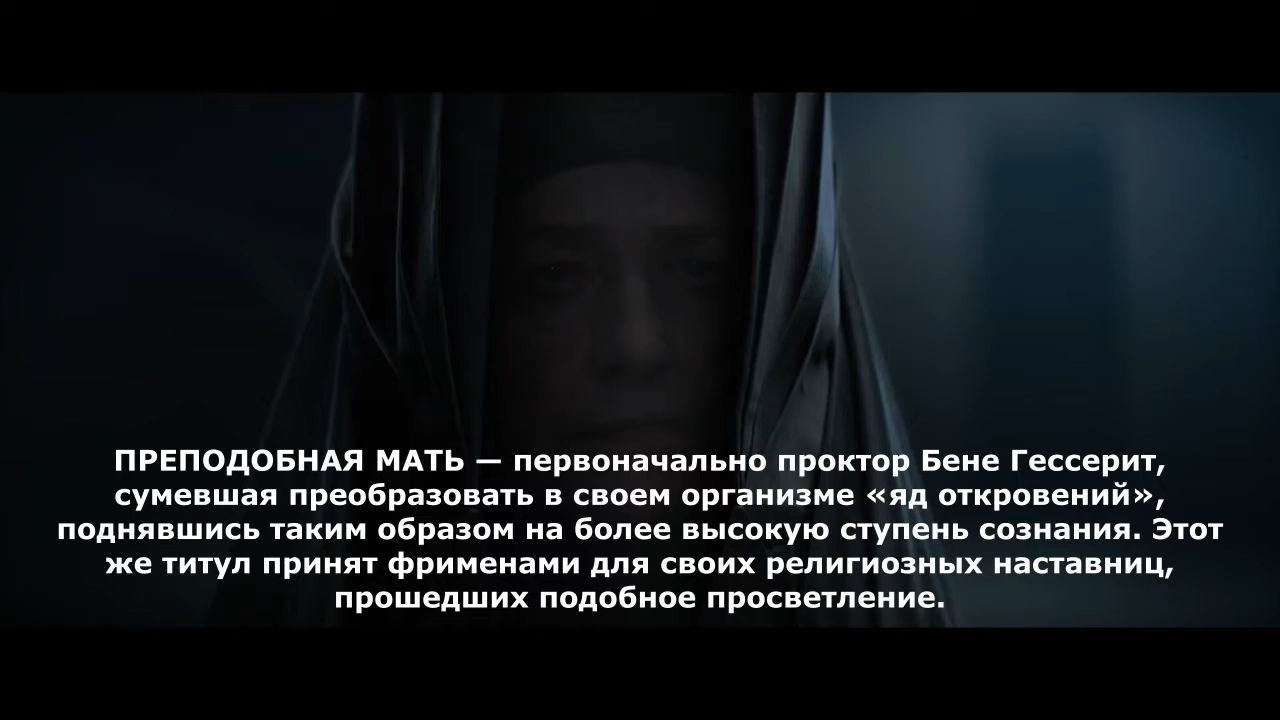 ПРЕПОДОБНАЯ МАТЬ — первоначально проктор Бене Гессерит,
сумевшая преобразовать в своем организме «яд откровений»,
поднявшись таким образом на более высокую ступень сознания. Этот
же титул принят фрименами для своих религиозных наставниц,
прошедших подобное просветление.